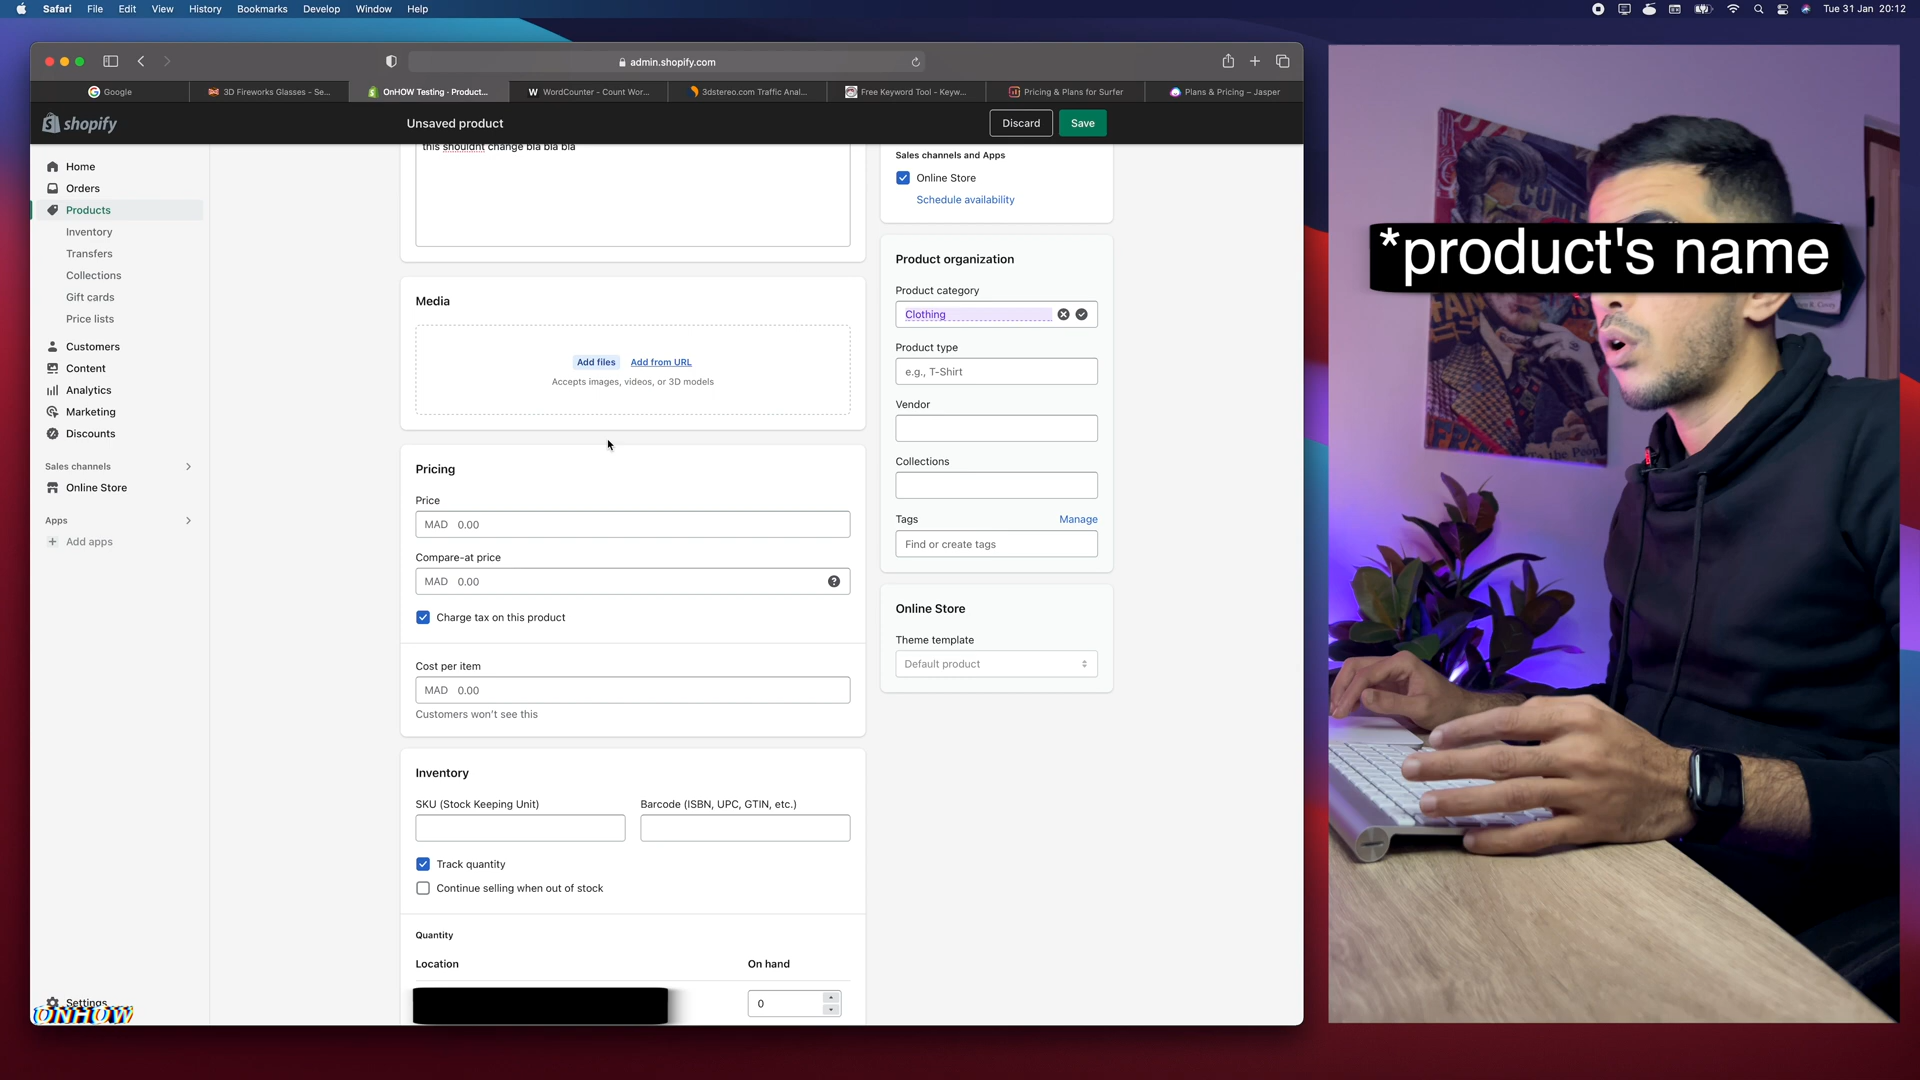 Safari File Edit View History Bookmarks Develop Window Help
Tue 31 Jan 20:12
admin.shopify.com
Google
3D Fireworks Glasses - Se...
OnHOW Testing · Product...
W WordCounter - Count Wor...
3dstereo.com Traffic Anal...
Free Keyword Tool - Keyw...
Pricing & Plans for Surfer
Plans & Pricing – Jasper
shopify
Unsaved product
Discard
Save
Home
Orders
Products
Inventory
Transfers
Collections
Gift cards
Price lists
Customers
Content
Analytics
Marketing
Discounts
Sales channels
Online Store
Apps
Add apps
Settings
ONHOW
this shouldnt change bla bla bla
Media
Add files Add from URL
Accepts images, videos, or 3D models
Pricing
Price
MAD 0.00
Compare-at price
MAD 0.00
Charge tax on this product
Cost per item
MAD 0.00
Customers won't see this
Inventory
SKU (Stock Keeping Unit)
Barcode (ISBN, UPC, GTIN, etc.)
Track quantity
Continue selling when out of stock
Quantity
Location
On hand
0
Sales channels and Apps
Online Store
Schedule availability
Product organization
Product category
Clothing
Product type
e.g., T-Shirt
Vendor
Collections
Tags
Manage
Find or create tags
Online Store
Theme template
Default product
*product's name